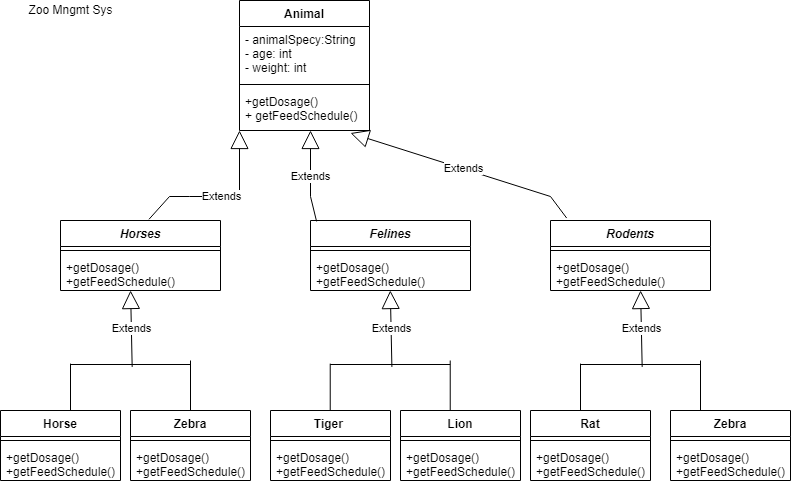 Zoo Mngmt Sys
Animal
- animalSpecy:String
- age: int
- weight: int
+getDosage()
+ getFeedSchedule()
Extends
Extends
Extends
Horses
+getDosage()
+getFeedSchedule()
Felines
+getDosage()
+getFeedSchedule()
Rodents
+getDosage()
+getFeedSchedule()
Extends
Extends
Extends
Horse
+getDosage()
+getFeedSchedule()
Zebra
+getDosage()
+getFeedSchedule()
Tiger
+getDosage()
+getFeedSchedule()
Lion
+getDosage()
+getFeedSchedule()
Rat
+getDosage()
+getFeedSchedule()
Zebra
+getDosage()
+getFeedSchedule()